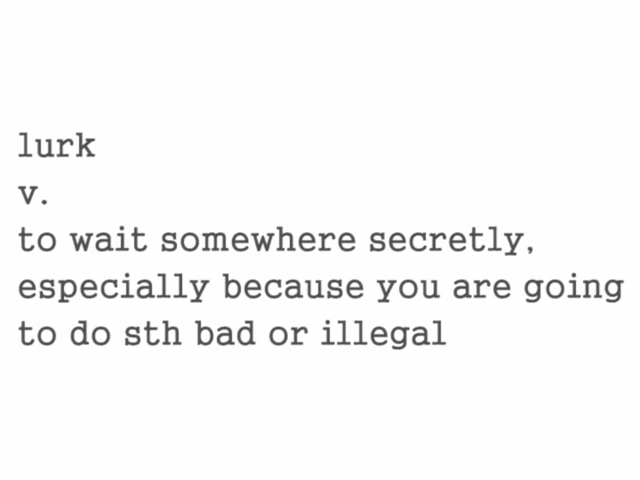 lurk
v.
to wait somewhere secretly,
especially because you are going
to do sth bad or illegal